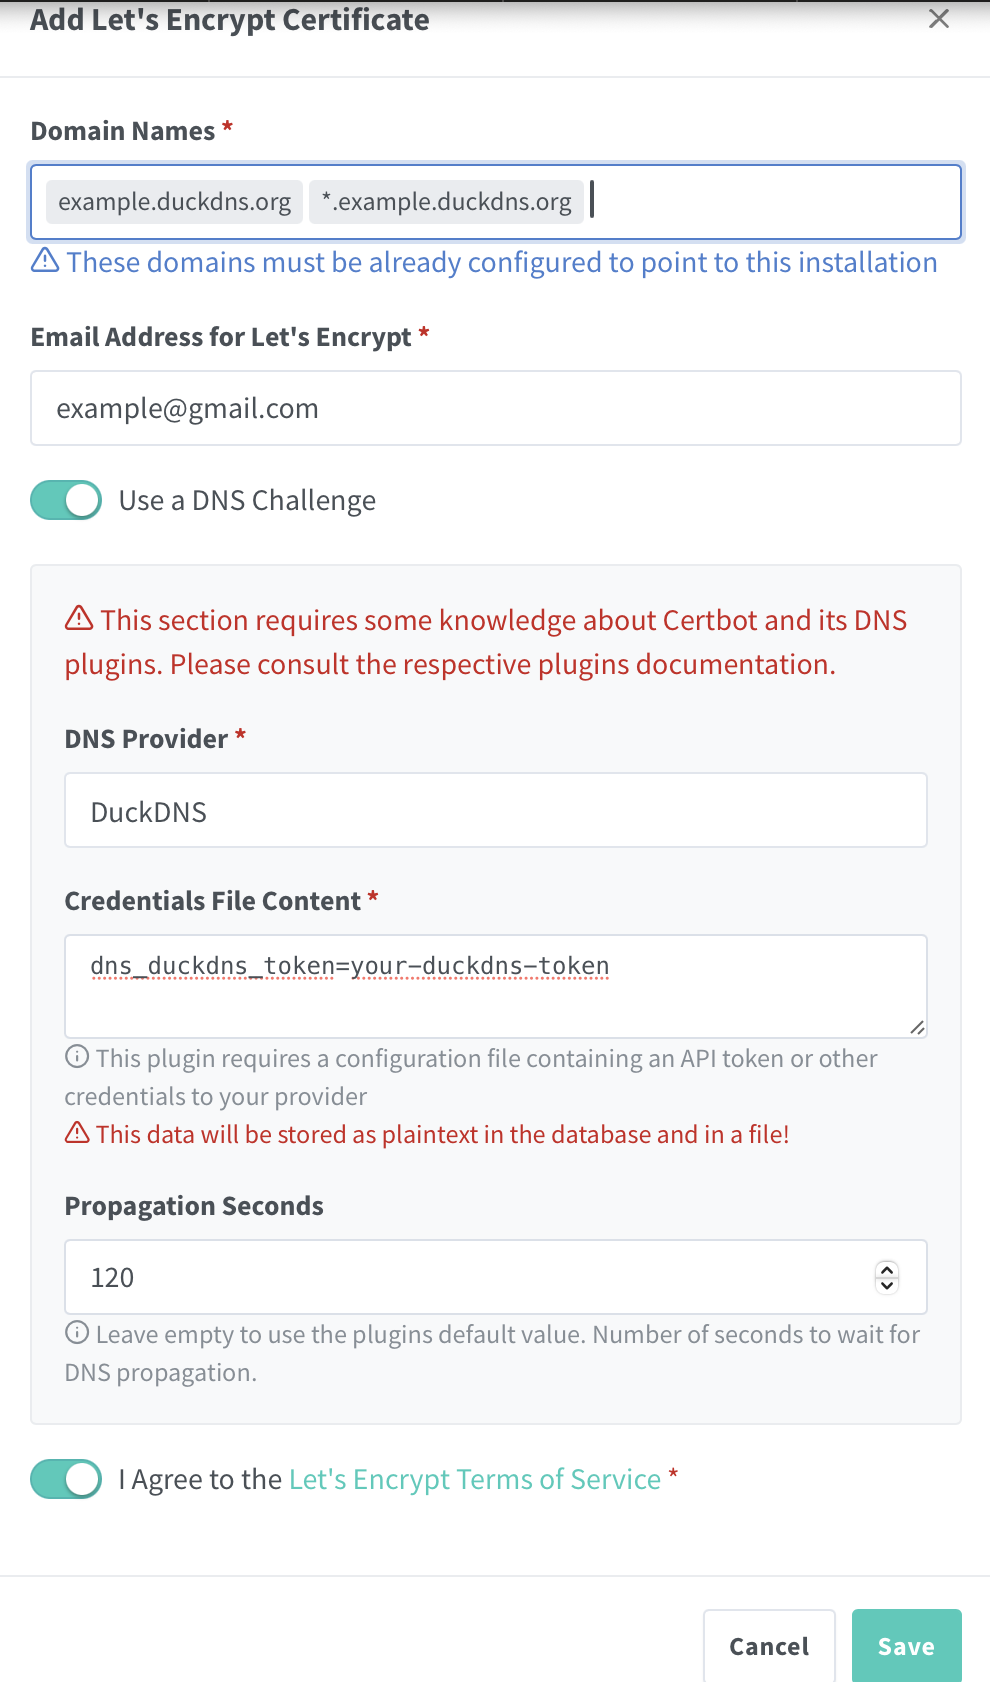 Add Let's Encrypt Certificate
Domain Names *
example.duckdns.org *.example.duckdns.org
These domains must be already configured to point to this installation
Email Address for Let's Encrypt *
example@gmail.com
Use a DNS Challenge
This section requires some knowledge about Certbot and its DNS
plugins. Please consult the respective plugins documentation.
DNS Provider *
DuckDNS
Credentials File Content *
dns_duckdns_token=your-duckdns-token
This plugin requires a configuration file containing an API token or other
credentials to your provider
This data will be stored as plaintext in the database and in a file!
Propagation Seconds
120
Leave empty to use the plugins default value. Number of seconds to wait for
DNS propagation.
I Agree to the Let's Encrypt Terms of Service *
Cancel Save